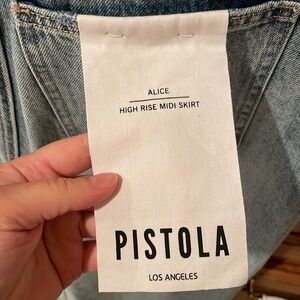 ALICE
HIGH RISE MIDI SKIRT
PISTOLA
LOS ANGELES